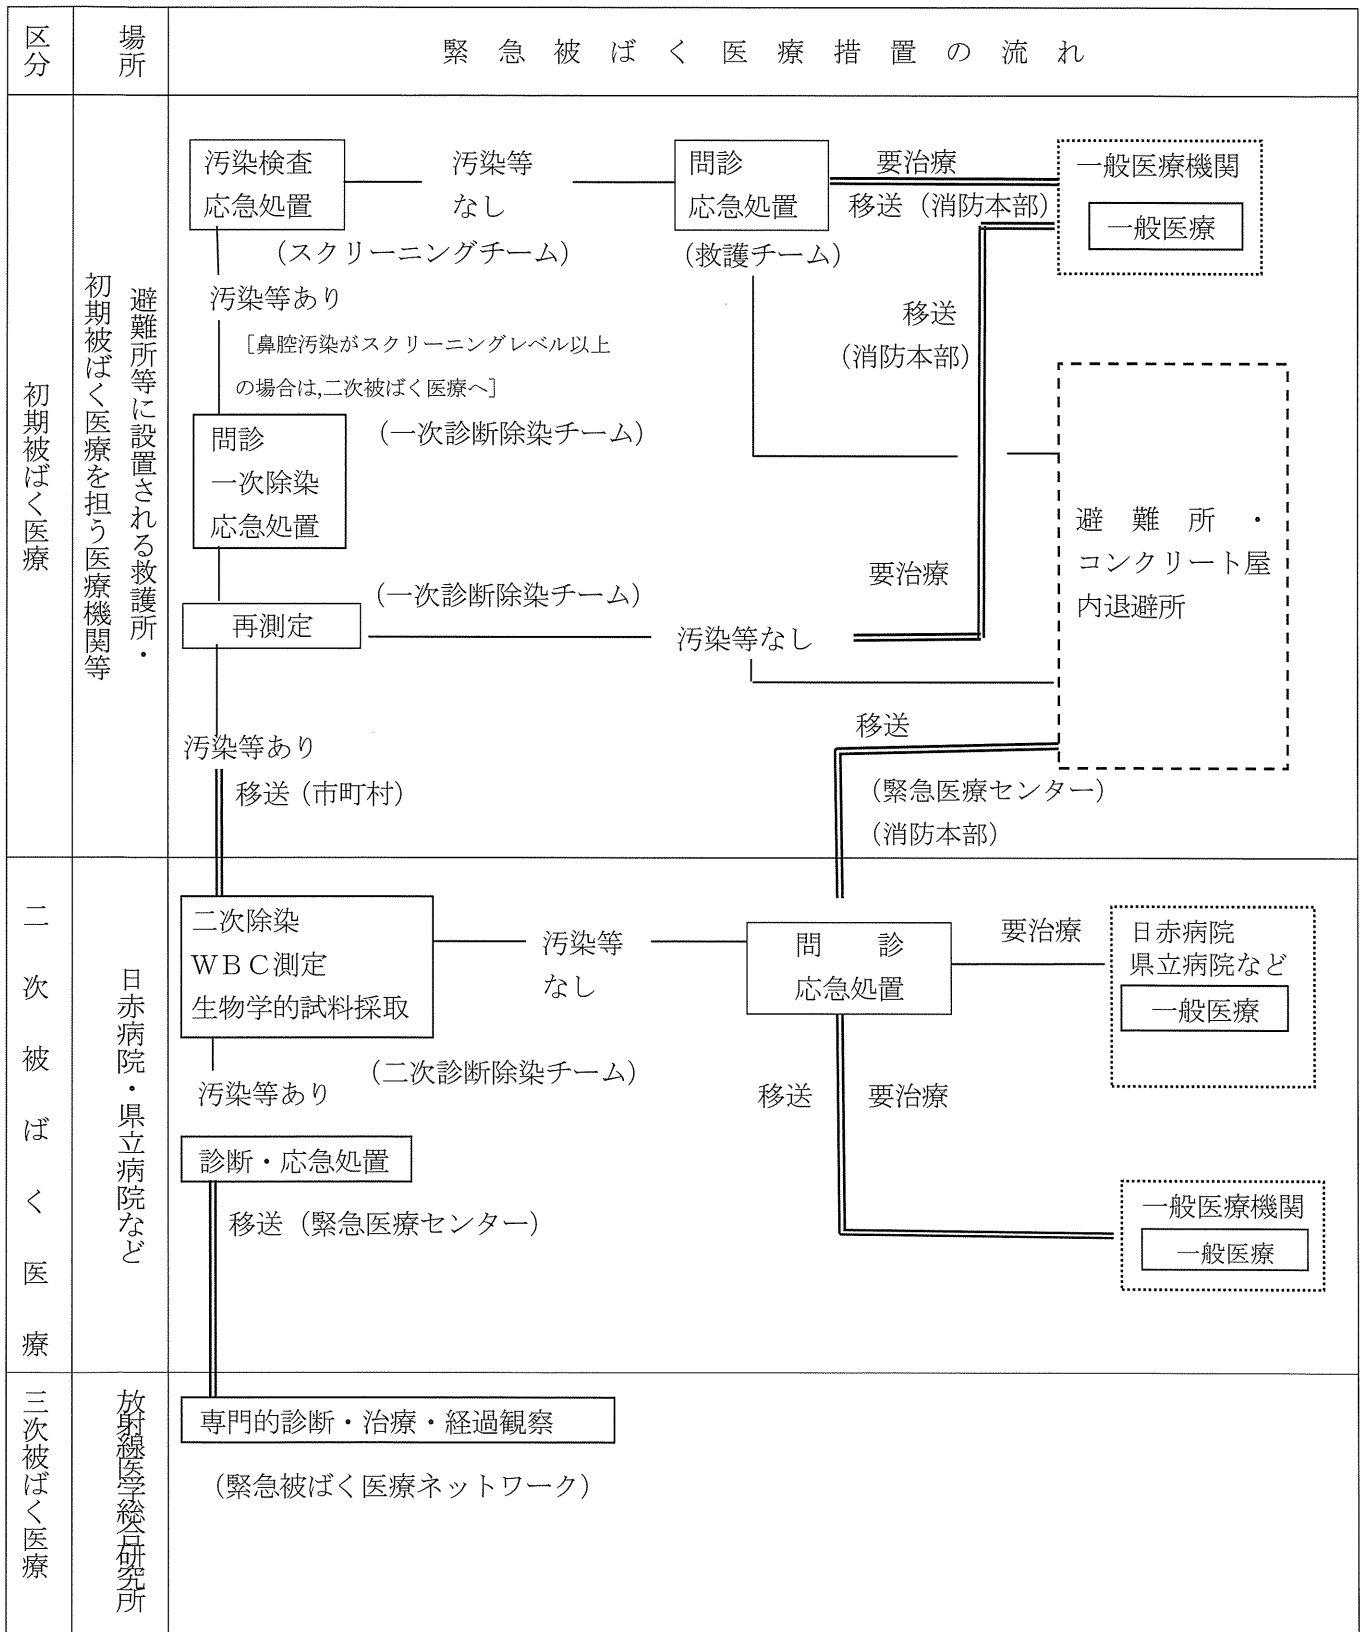 区分
場所
緊急被ばく医療措置の流れ
初期被ばく医療
避難所等に設置される救護所・
初期被ばく医療を担う医療機関等
汚染検査
応急処置
汚染等
なし
問診
応急処置
要治療
移送（消防本部）
一般医療機関
一般医療
（スクリーニングチーム）
（救護チーム）
汚染等あり
［鼻腔汚染がスクリーニングレベル以上
の場合は,二次被ばく医療へ］
移送
（消防本部）
問診
一次除染
応急処置
（一次診断除染チーム）
避難所・
コンクリート屋
内退避所
再測定
（一次診断除染チーム）
汚染等なし
要治療
汚染等あり
移送（市町村）
移送
（緊急医療センター）
（消防本部）
二次被ばく医療
日赤病院・県立病院など
二次除染
ＷＢＣ測定
生物学的試料採取
汚染等
なし
問診
応急処置
要治療
日赤病院
県立病院など
一般医療
（二次診断除染チーム）
汚染等あり
移送
要治療
診断・応急処置
移送（緊急医療センター）
一般医療機関
一般医療
三次被ばく医療
放射線医学総合研究所
専門的診断・治療・経過観察
（緊急被ばく医療ネットワーク）